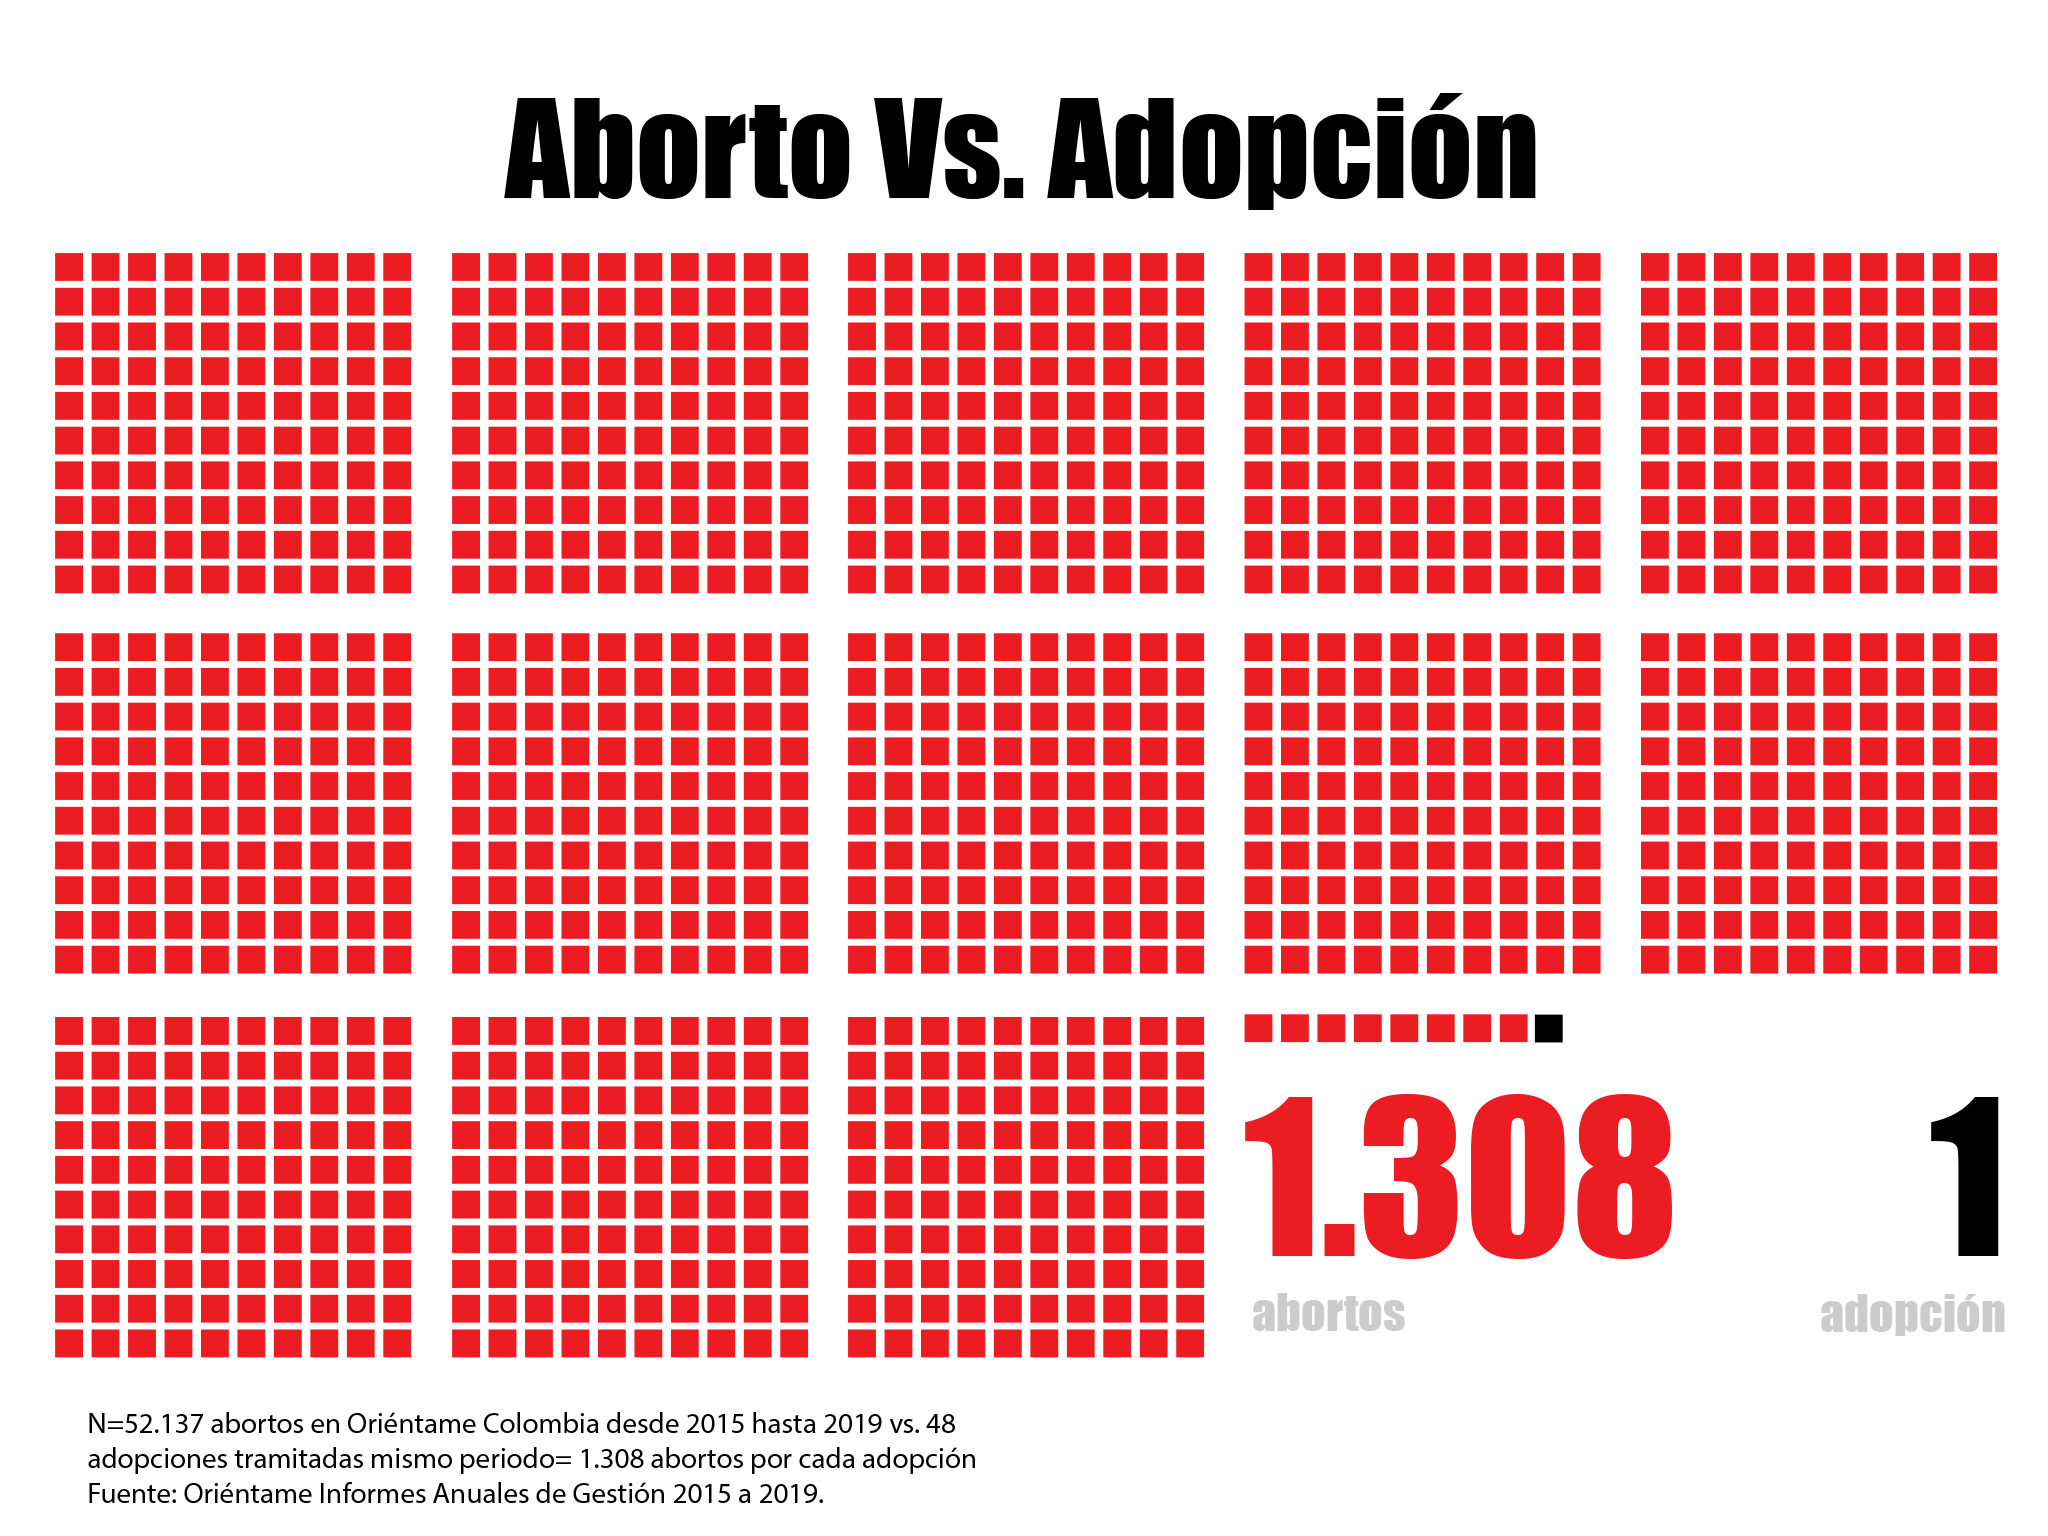 Aborto Vs. Adopción
1.308
1
abortos
adopción
N=52.137 abortos en Oriéntame Colombia desde 2015 hasta 2019 vs. 48
adopciones tramitadas mismo periodo= 1.308 abortos por cada adopción
Fuente: Oriéntame Informes Anuales de Gestión 2015 a 2019.